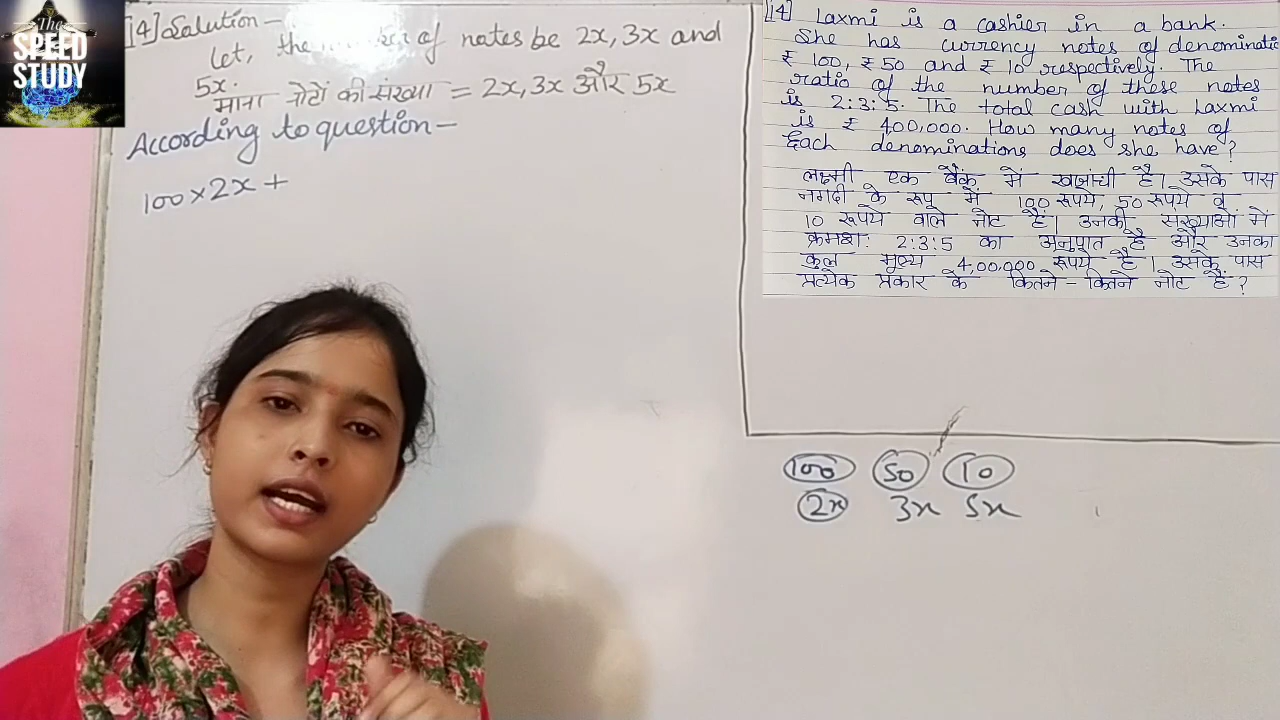 The
SPEED
STUDY
[14] Solution -
Let, the number of notes be 2x, 3x and
5x.
माना नोटों की संख्या = 2x, 3x और 5x
According to question -
100 × 2x +
[14] Laxmi is a cashier in a bank.
She has currency notes of denominatio
₹ 100, ₹ 50 and ₹ 10 respectively. The
ratio of the number of these notes
is 2:3:5. The total cash with Laxmi
is ₹ 400,000. How many notes of
Each denominations does she have?
लक्ष्मी एक बैंक में खजांची है। उसके पास
नगदी के रूप में 100 रूपये, 50 रूपये व
10 रूपये वाले नोट है। उनकी संख्याओं में
क्रमशः 2:3:5 का अनुपात है और उनका
कुल मूल्य 4,00,000 रूपये है। उसके पास
प्रत्येक प्रकार के कितने-कितने नोट हैं?
100 50 10
2x 3x 5x